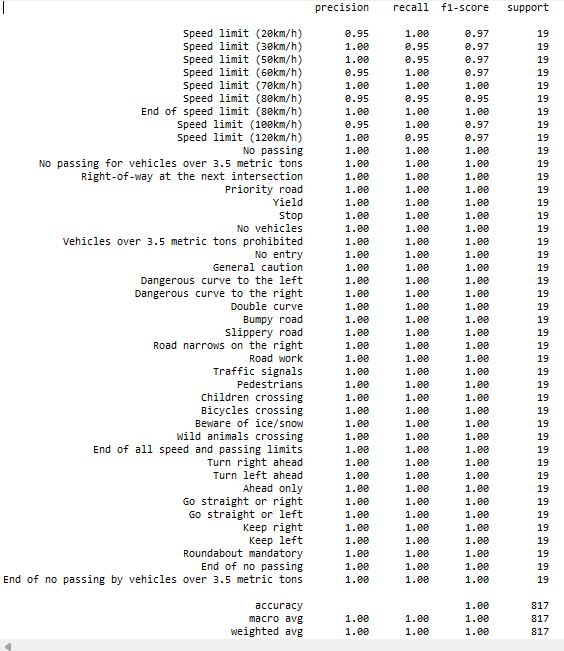 precision recall f1-score support
Speed limit (20km/h) 0.95 1.00 0.97 19
Speed limit (30km/h) 1.00 0.95 0.97 19
Speed limit (50km/h) 1.00 0.95 0.97 19
Speed limit (60km/h) 0.95 1.00 0.97 19
Speed limit (70km/h) 1.00 1.00 1.00 19
Speed limit (80km/h) 0.95 0.95 0.95 19
End of speed limit (80km/h) 1.00 1.00 1.00 19
Speed limit (100km/h) 0.95 1.00 0.97 19
Speed limit (120km/h) 1.00 0.95 0.97 19
No passing 1.00 1.00 1.00 19
No passing for vehicles over 3.5 metric tons 1.00 1.00 1.00 19
Right-of-way at the next intersection 1.00 1.00 1.00 19
Priority road 1.00 1.00 1.00 19
Yield 1.00 1.00 1.00 19
Stop 1.00 1.00 1.00 19
No vehicles 1.00 1.00 1.00 19
Vehicles over 3.5 metric tons prohibited 1.00 1.00 1.00 19
No entry 1.00 1.00 1.00 19
General caution 1.00 1.00 1.00 19
Dangerous curve to the left 1.00 1.00 1.00 19
Dangerous curve to the right 1.00 1.00 1.00 19
Double curve 1.00 1.00 1.00 19
Bumpy road 1.00 1.00 1.00 19
Slippery road 1.00 1.00 1.00 19
Road narrows on the right 1.00 1.00 1.00 19
Road work 1.00 1.00 1.00 19
Traffic signals 1.00 1.00 1.00 19
Pedestrians 1.00 1.00 1.00 19
Children crossing 1.00 1.00 1.00 19
Bicycles crossing 1.00 1.00 1.00 19
Beware of ice/snow 1.00 1.00 1.00 19
Wild animals crossing 1.00 1.00 1.00 19
End of all speed and passing limits 1.00 1.00 1.00 19
Turn right ahead 1.00 1.00 1.00 19
Turn left ahead 1.00 1.00 1.00 19
Ahead only 1.00 1.00 1.00 19
Go straight or right 1.00 1.00 1.00 19
Go straight or left 1.00 1.00 1.00 19
Keep right 1.00 1.00 1.00 19
Keep left 1.00 1.00 1.00 19
Roundabout mandatory 1.00 1.00 1.00 19
End of no passing 1.00 1.00 1.00 19
End of no passing by vehicles over 3.5 metric tons 1.00 1.00 1.00 19
accuracy 1.00 817
macro avg 1.00 1.00 1.00 817
weighted avg 1.00 1.00 1.00 817